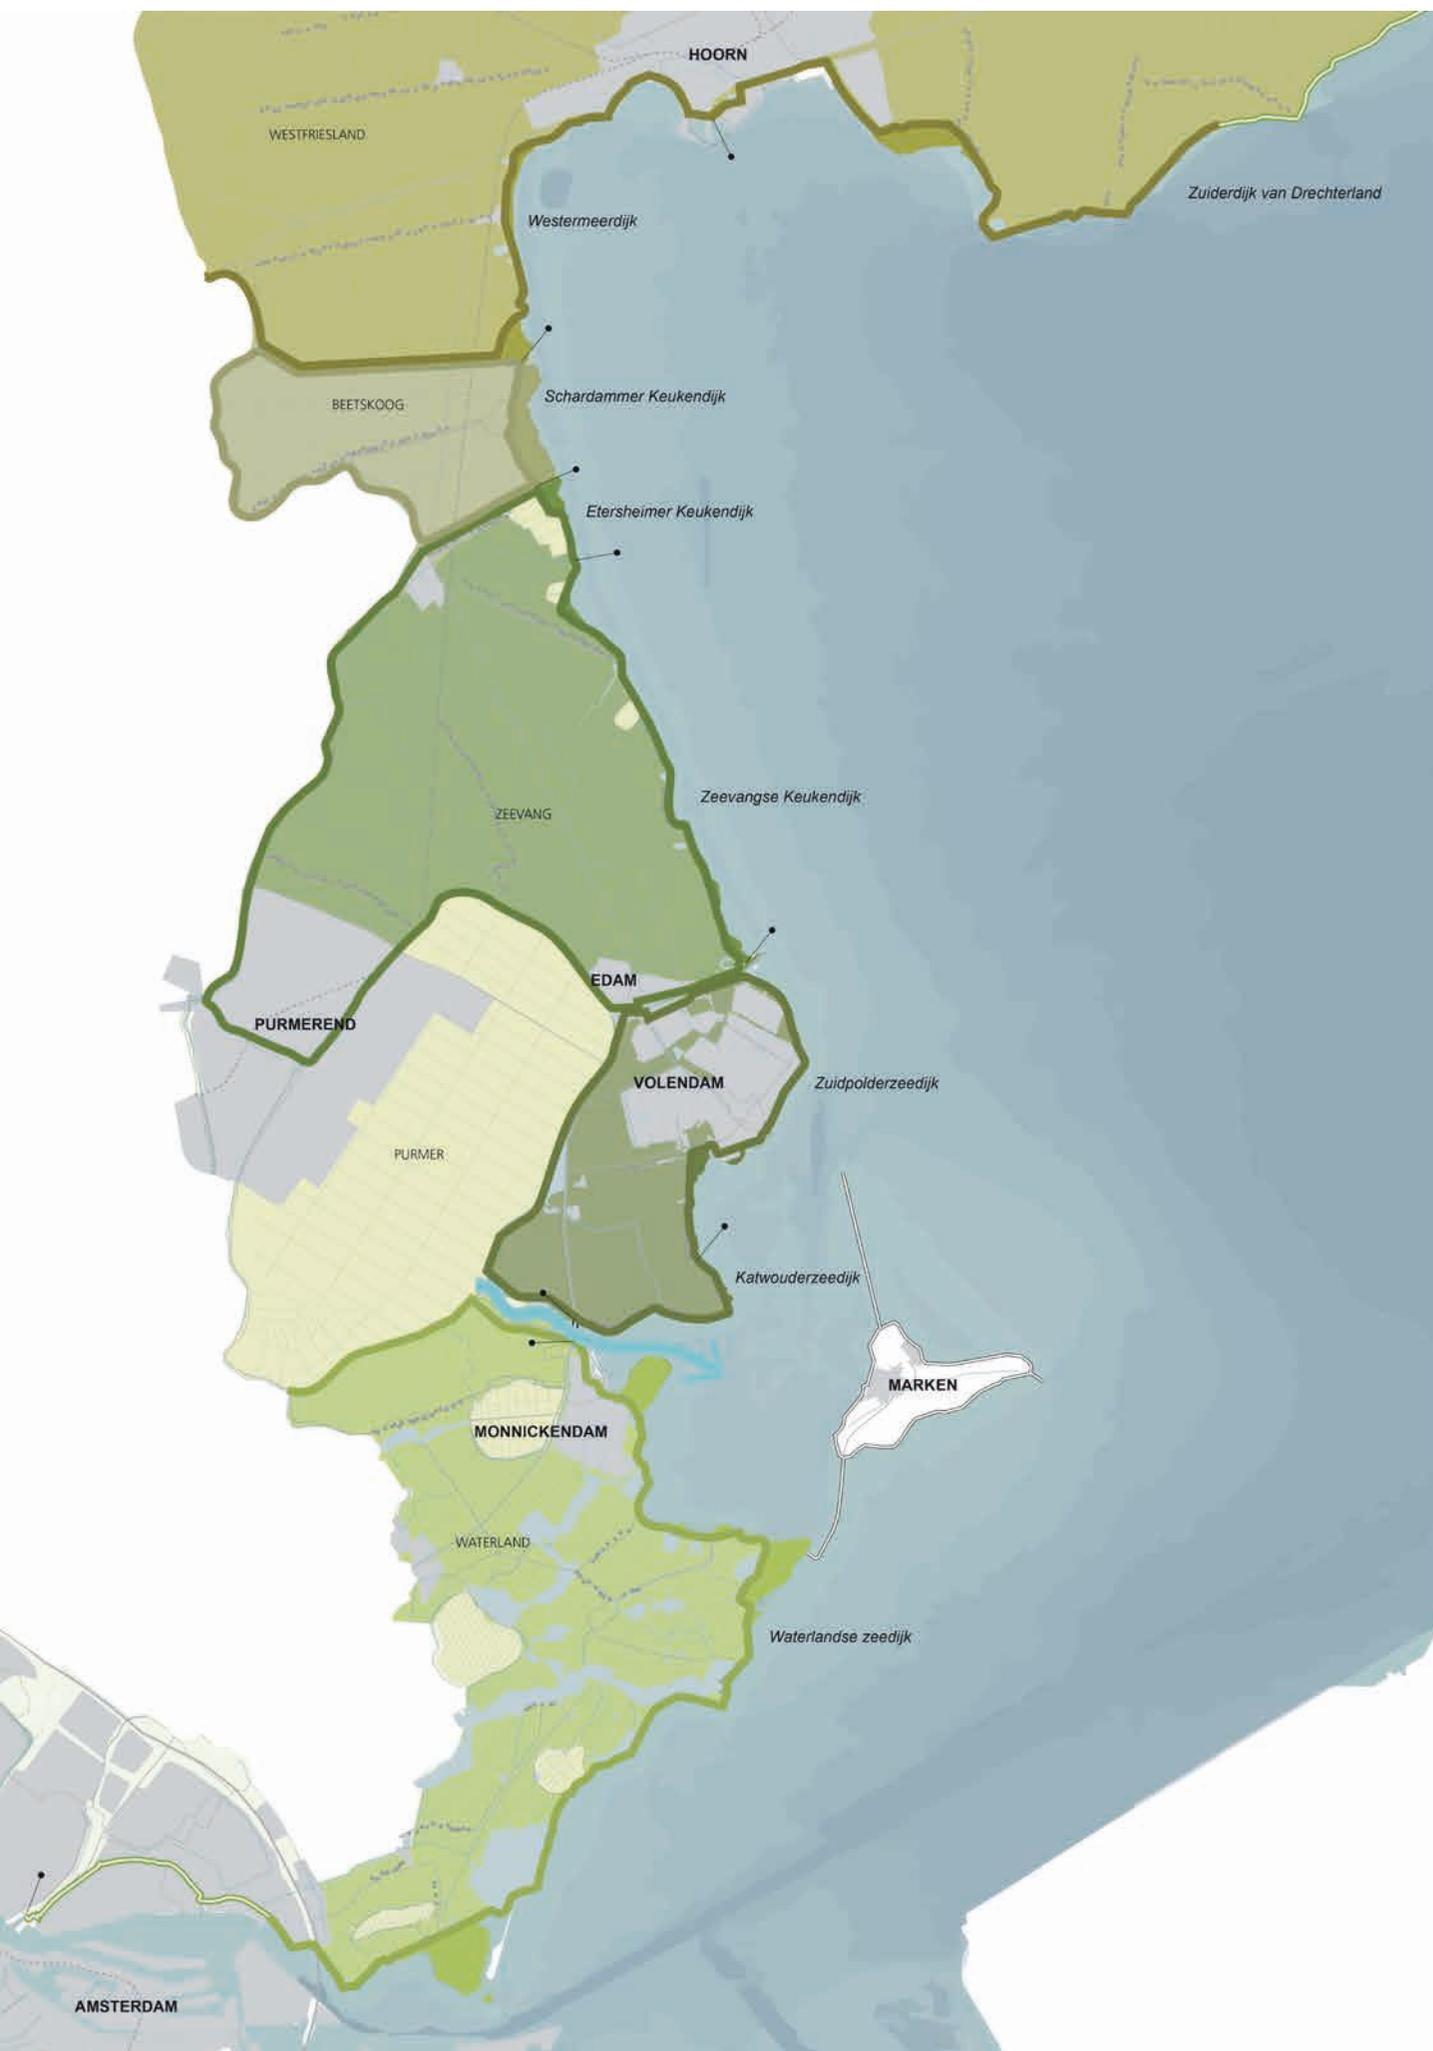 HOORN
WESTFRIESLAND
Zuiderdijk van Drechterland
Westermeerdijk
Schardammer Keukendijk
BEETSKOOG
Etersheimer Keukendijk
Zeevangse Keukendijk
ZEEVANG
EDAM
PURMEREND
VOLENDAM
Zuidpolderzeedijk
PURMER
Katwouderzeedijk
MARKEN
MONNICKENDAM
WATERLAND
Waterlandse zeedijk
AMSTERDAM